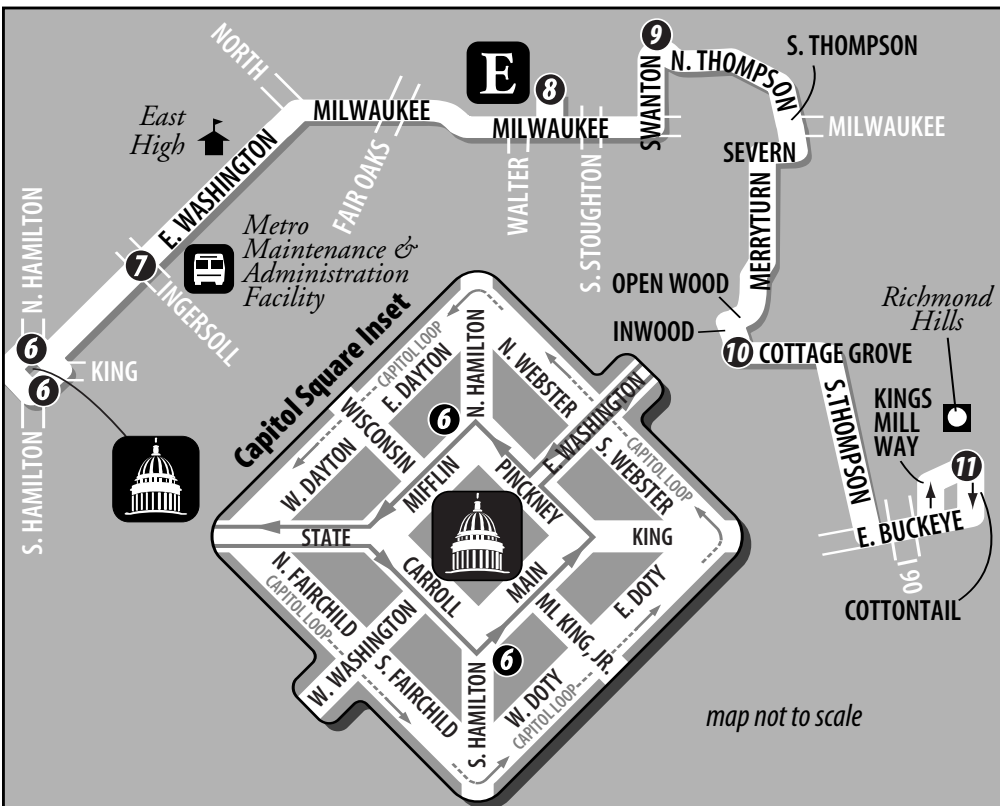 NORTH
East
High
MILWAUKEE
E
8
MILWAUKEE
9
SWANTON
N. THOMPSON
S. THOMPSON
MILWAUKEE
SEVERN
E. WASHINGTON
FAIR OAKS
WALTER
S. STOUGHTON
MERRYTURN
N. HAMILTON
7
INGERSOLL
Metro
Maintenance &
Administration
Facility
6
6
KING
S. HAMILTON
OPEN WOOD
INWOOD
10
COTTAGE GROVE
Richmond
Hills
S.THOMPSON
KINGS
MILL
WAY
11
E. BUCKEYE
I 90
COTTONTAIL
Capitol Square Inset
CAPITOL LOOP
E. DAYTON
N. HAMILTON
N. WEBSTER
E. WASHINGTON
WISCONSIN
6
W. DAYTON
MIFFLIN
PINCKNEY
S. WEBSTER
CAPITOL LOOP
STATE
KING
N. FAIRCHILD
CAPITOL LOOP
CARROLL
MAIN
E. DOTY
ML KING, JR.
W. WASHINGTON
S. FAIRCHILD
6
S. HAMILTON
W. DOTY
CAPITOL LOOP
map not to scale